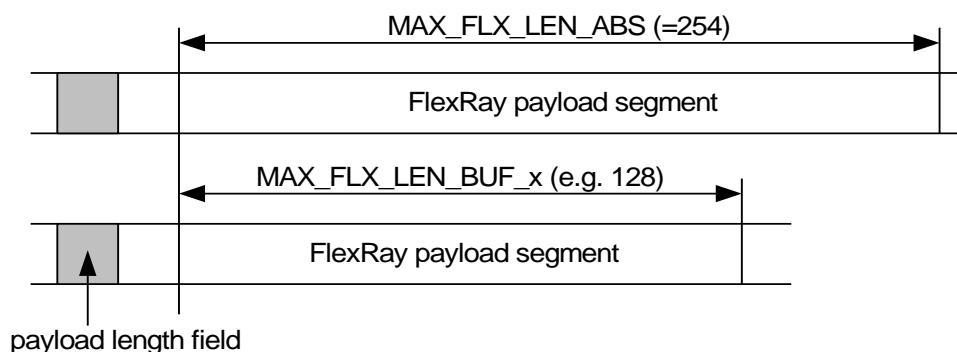 MAX_FLX_LEN_ABS (=254)
FlexRay payload segment
MAX_FLX_LEN_BUF_x (e.g. 128)
FlexRay payload segment
payload length field